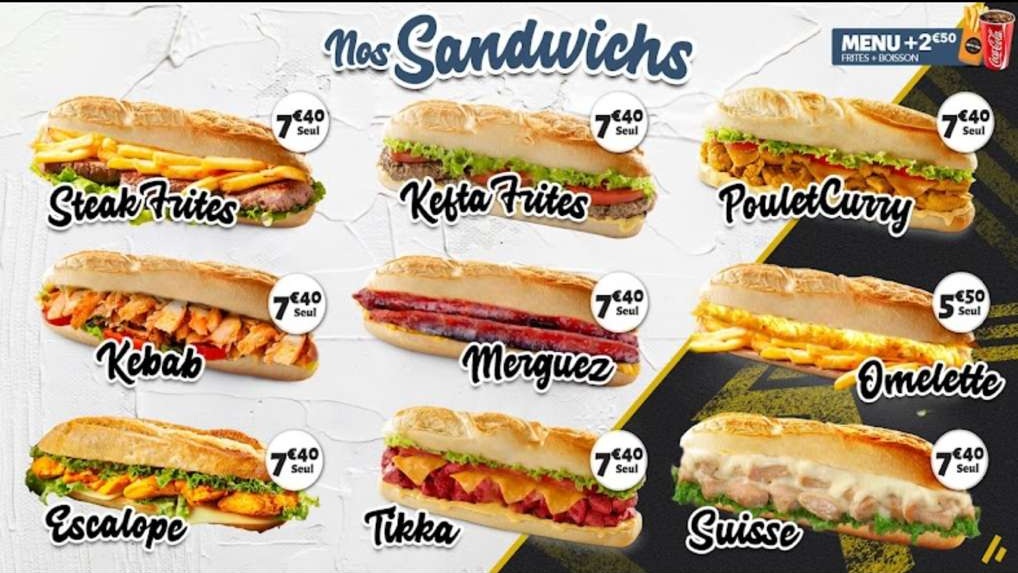 Nos Sandwichs
MENU +2€50
FRITES + BOISSON
Coca-Cola
7€40
Seul
Steak Frites
7€40
Seul
Kefta Frites
7€40
Seul
Poulet Curry
7€40
Seul
Kebab
7€40
Seul
Merguez
5€50
Seul
Omelette
7€40
Seul
Escalope
7€40
Seul
Tikka
7€40
Seul
Suisse